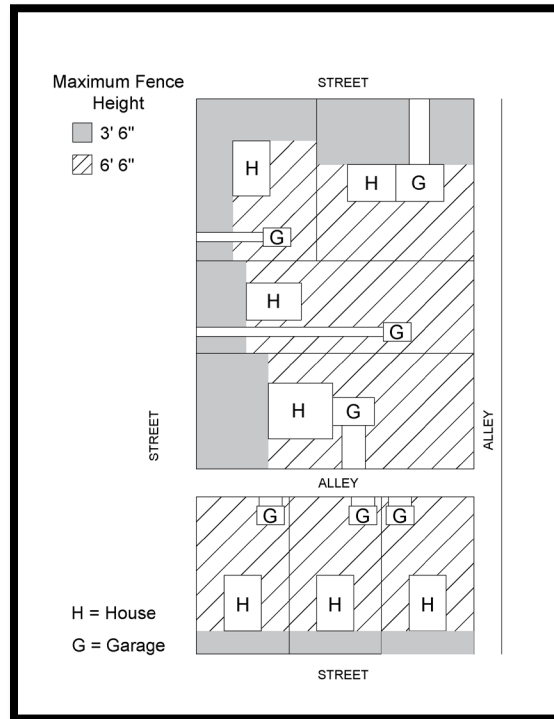 Maximum Fence
Height
3' 6"
6' 6"
STREET
H
H G
G
H
G
H G
STREET
ALLEY
ALLEY
G G G
H H H
H = House
G = Garage
STREET